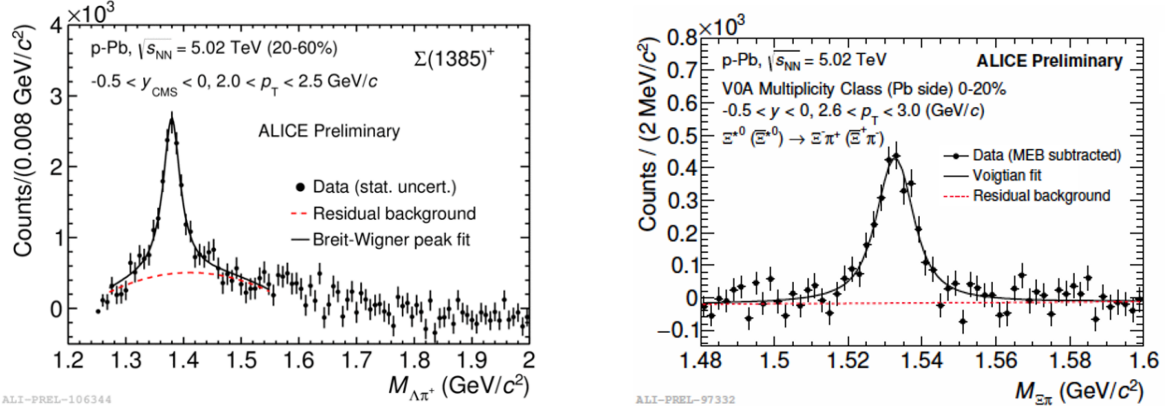 ×10³
4
3
2
1
0
Counts/(0.008 GeV/c²)
p-Pb, √sNN = 5.02 TeV (20-60%)
Σ(1385)⁺
-0.5 < yCMS < 0, 2.0 < pT < 2.5 GeV/c
ALICE Preliminary
Data (stat. uncert.)
Residual background
Breit-Wigner peak fit
1.2 1.3 1.4 1.5 1.6 1.7 1.8 1.9 2
MΛπ⁺ (GeV/c²)
ALI-PREL-106344
×10³
0.8
0.7
0.6
0.5
0.4
0.3
0.2
0.1
0
−0.1
Counts / (2 MeV/c²)
p-Pb, √sNN = 5.02 TeV
ALICE Preliminary
V0A Multiplicity Class (Pb side) 0-20%
-0.5 < y < 0, 2.6 < pT < 3.0 (GeV/c)
Ξ*⁰ (Ξ̅*⁰) → Ξ⁻π⁺ (Ξ̅⁺π⁻)
Data (MEB subtracted)
Voigtian fit
Residual background
1.48 1.5 1.52 1.54 1.56 1.58 1.6
MΞπ (GeV/c²)
ALI-PREL-97332